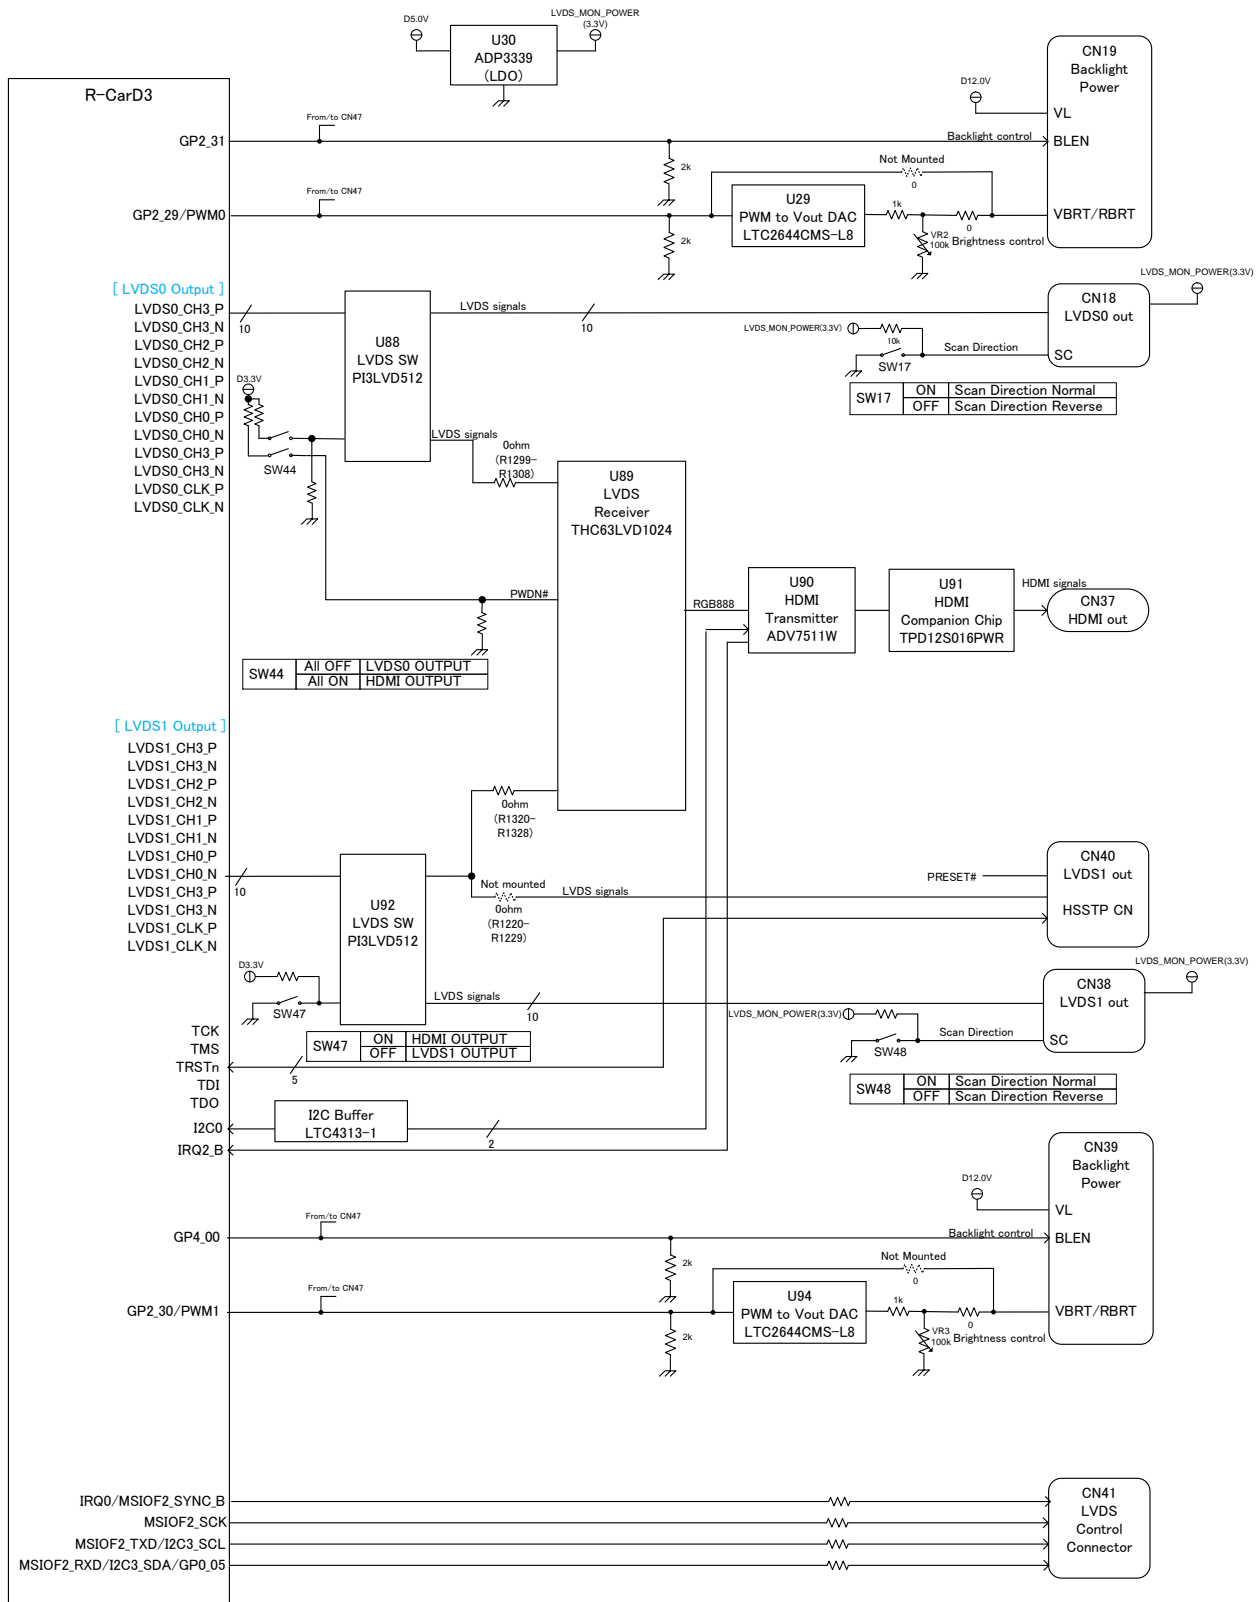 D5.0V
LVDS_MON_POWER
(3.3V)
U30
ADP3339
(LDO)
CN19
Backlight
Power
D12.0V
VL
BLEN
VBRT/RBRT
R-CarD3
From/to CN47
GP2_31
Backlight control
2k
Not Mounted
0
From/to CN47
GP2_29/PWM0
U29
PWM to Vout DAC
LTC2644CMS-L8
2k
1k
0
VR2
100k
Brightness control
[ LVDS0 Output ]
LVDS0_CH3_P
LVDS0_CH3_N
LVDS0_CH2_P
LVDS0_CH2_N
LVDS0_CH1_P
LVDS0_CH1_N
LVDS0_CH0_P
LVDS0_CH0_N
LVDS0_CH3_P
LVDS0_CH3_N
LVDS0_CLK_P
LVDS0_CLK_N
10
U88
LVDS SW
PI3LVD512
LVDS signals
10
LVDS_MON_POWER(3.3V)
CN18
LVDS0 out
SC
LVDS_MON_POWER(3.3V)
10k
SW17
Scan Direction
SW17
ON
Scan Direction Normal
OFF
Scan Direction Reverse
D3.3V
SW44
LVDS signals
0ohm
(R1299-
R1308)
U89
LVDS
Receiver
THC63LVD1024
PWDN#
RGB888
U90
HDMI
Transmitter
ADV7511W
U91
HDMI
Companion Chip
TPD12S016PWR
HDMI signals
CN37
HDMI out
SW44
All OFF
LVDS0 OUTPUT
All ON
HDMI OUTPUT
[ LVDS1 Output ]
LVDS1_CH3_P
LVDS1_CH3_N
LVDS1_CH2_P
LVDS1_CH2_N
LVDS1_CH1_P
LVDS1_CH1_N
LVDS1_CH0_P
LVDS1_CH0_N
LVDS1_CH3_P
LVDS1_CH3_N
LVDS1_CLK_P
LVDS1_CLK_N
10
U92
LVDS SW
PI3LVD512
0ohm
(R1320-
R1328)
Not mounted
0ohm
(R1220-
R1229)
LVDS signals
PRESET#
CN40
LVDS1 out
HSSTP CN
D3.3V
SW47
LVDS signals
10
LVDS_MON_POWER(3.3V)
CN38
LVDS1 out
SC
LVDS_MON_POWER(3.3V)
SW48
Scan Direction
SW47
ON
HDMI OUTPUT
OFF
LVDS1 OUTPUT
SW48
ON
Scan Direction Normal
OFF
Scan Direction Reverse
TCK
TMS
TRSTn
TDI
TDO
5
I2C0
I2C Buffer
LTC4313-1
2
IRQ2_B
CN39
Backlight
Power
D12.0V
VL
BLEN
VBRT/RBRT
From/to CN47
GP4_00
Backlight control
2k
Not Mounted
0
From/to CN47
GP2_30/PWM1
U94
PWM to Vout DAC
LTC2644CMS-L8
2k
1k
0
VR3
100k
Brightness control
IRQ0/MSIOF2_SYNC_B
MSIOF2_SCK
MSIOF2_TXD/I2C3_SCL
MSIOF2_RXD/I2C3_SDA/GP0_05
CN41
LVDS
Control
Connector